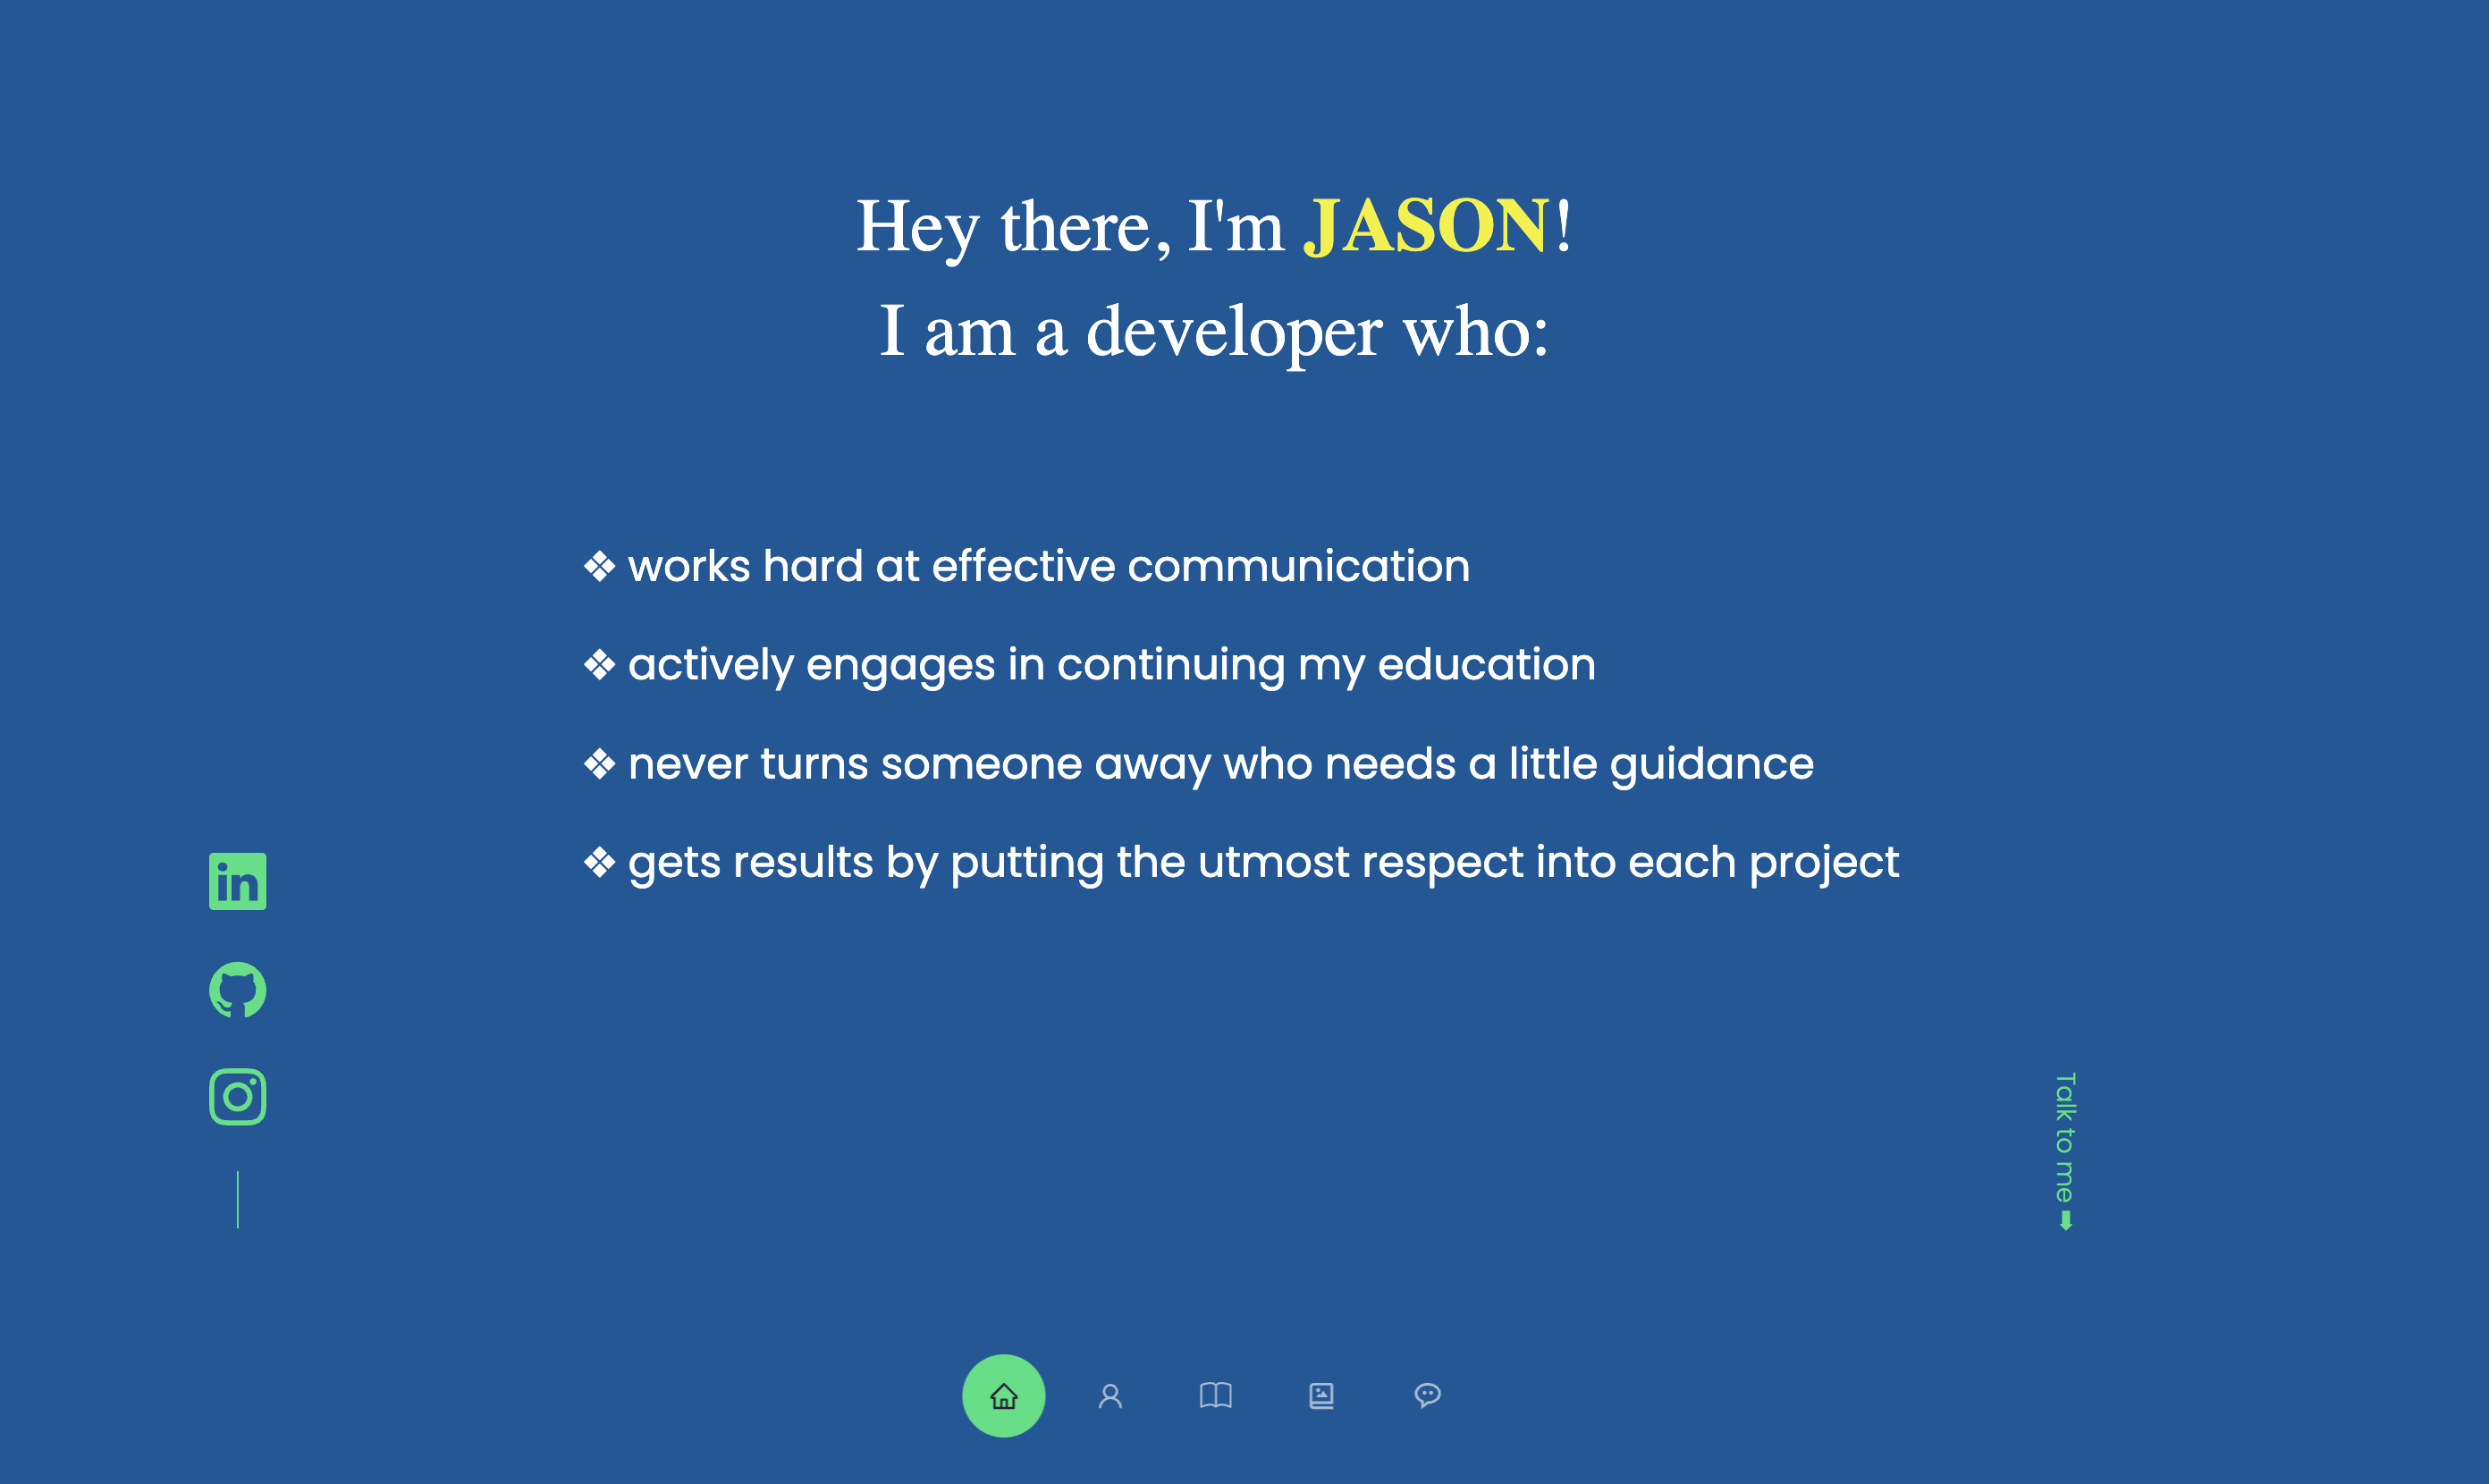 Hey there, I'm JASON!
I am a developer who:
❖ works hard at effective communication
❖ actively engages in continuing my education
❖ never turns someone away who needs a little guidance
❖ gets results by putting the utmost respect into each project
in
Talk to me ⬇